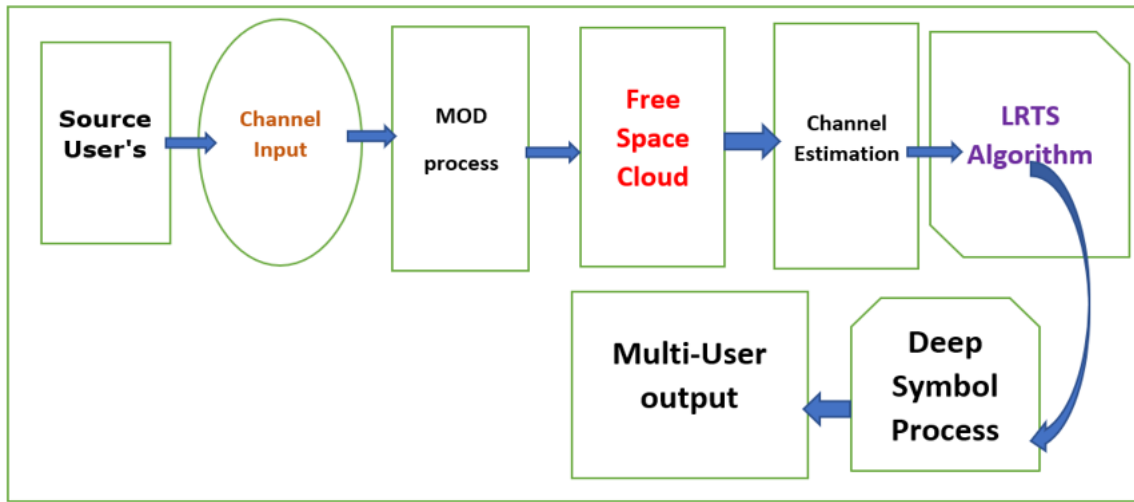 Source
User's
Channel
Input
MOD
process
Free
Space
Cloud
Channel
Estimation
LRTS
Algorithm
Deep
Symbol
Process
Multi-User
output